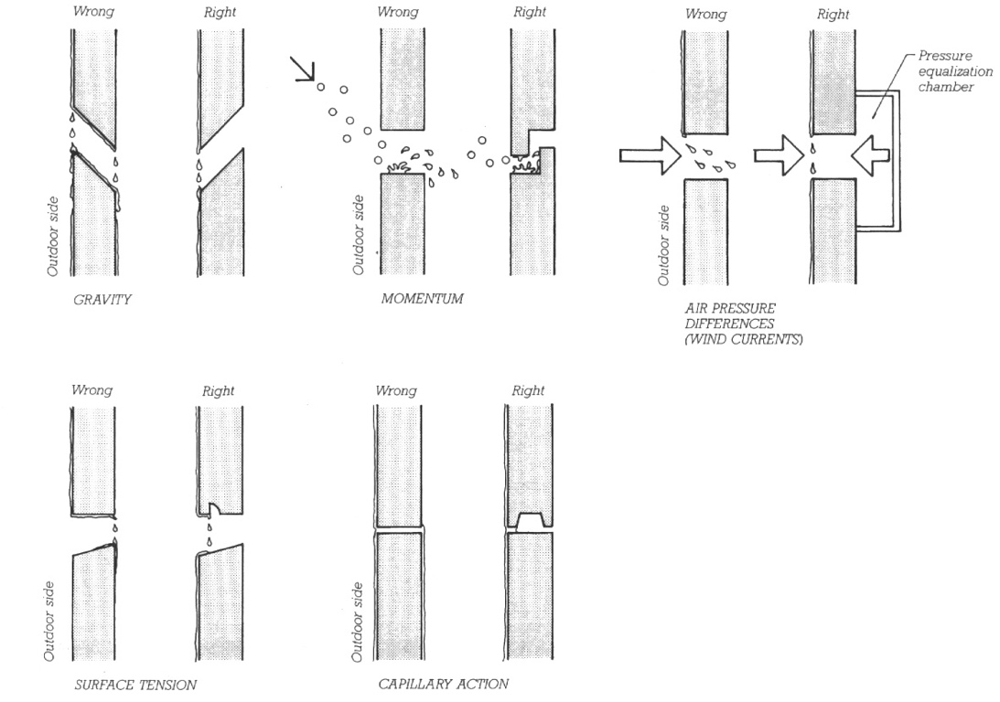 Wrong
Right
Wrong
Right
Wrong
Right
Pressure
equalization
chamber
Outdoor side
Outdoor side
Outdoor side
GRAVITY
MOMENTUM
AIR PRESSURE
DIFFERENCES
(WIND CURRENTS)
Wrong
Right
Wrong
Right
Outdoor side
Outdoor side
SURFACE TENSION
CAPILLARY ACTION